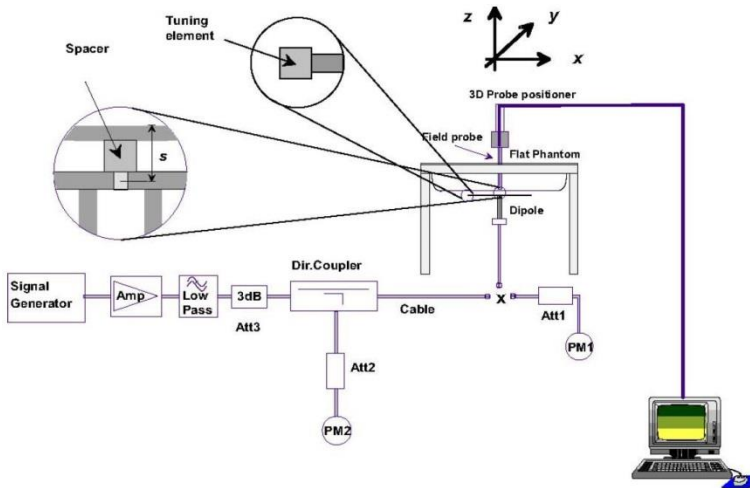 Tuning
element
Spacer
s
z
y
x
3D Probe positioner
Field probe
Flat Phantom
Dipole
Signal
Generator
Amp
Low
Pass
3dB
Att3
Dir.Coupler
Cable
x
Att1
PM1
Att2
PM2